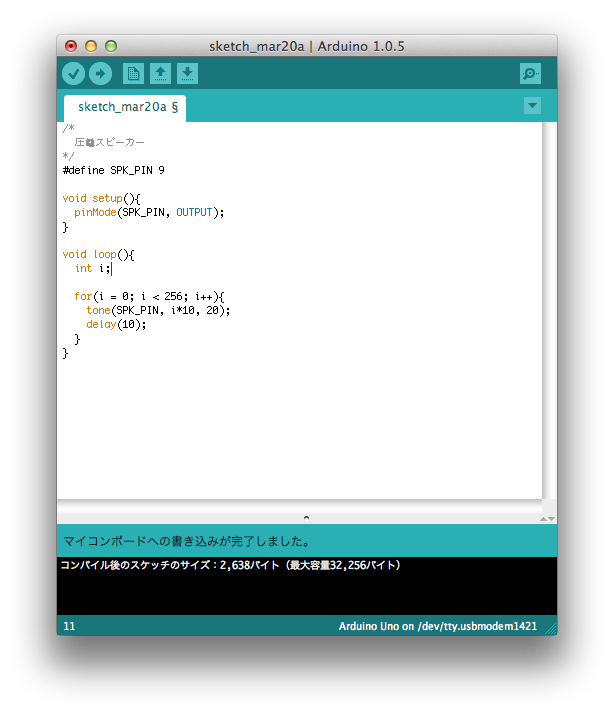 sketch_mar20a | Arduino 1.0.5
sketch_mar20a §
/*
圧電スピーカー
*/
#define SPK_PIN 9
void setup(){
pinMode(SPK_PIN, OUTPUT);
}
void loop(){
int i;
for(i = 0; i < 256; i++){
tone(SPK_PIN, i*10, 20);
delay(10);
}
}
マイコンボードへの書き込みが完了しました。
コンパイル後のスケッチのサイズ：2,638バイト（最大容量32,256バイト）
11
Arduino Uno on /dev/tty.usbmodem1421